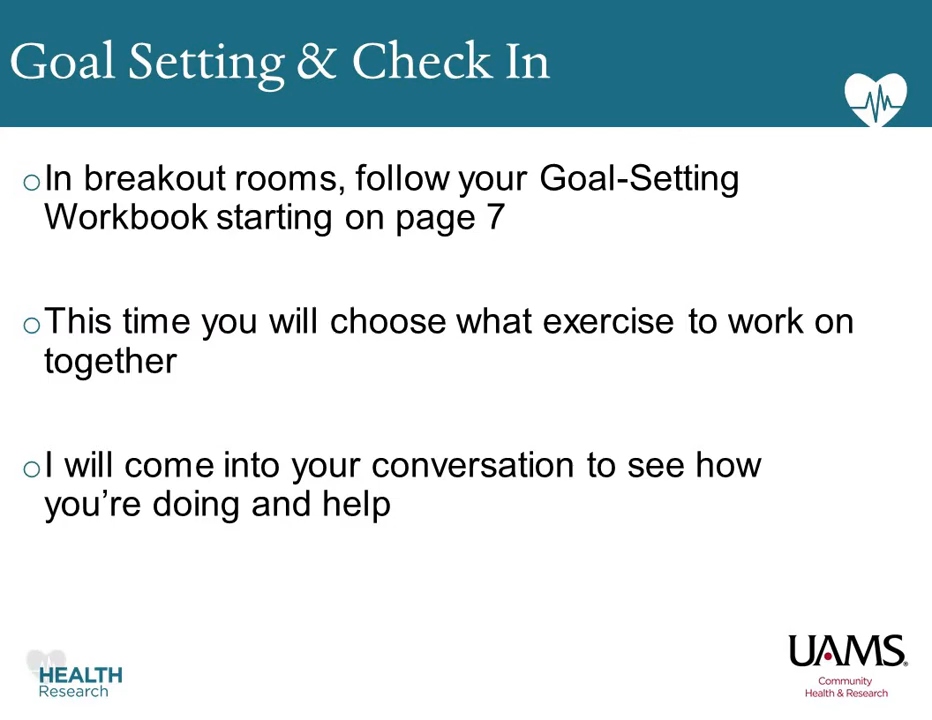 Goal Setting & Check In
In breakout rooms, follow your Goal-Setting
Workbook starting on page 7
This time you will choose what exercise to work on
together
I will come into your conversation to see how
you’re doing and help
HEALTH
Research
UAMS®
Community
Health & Research